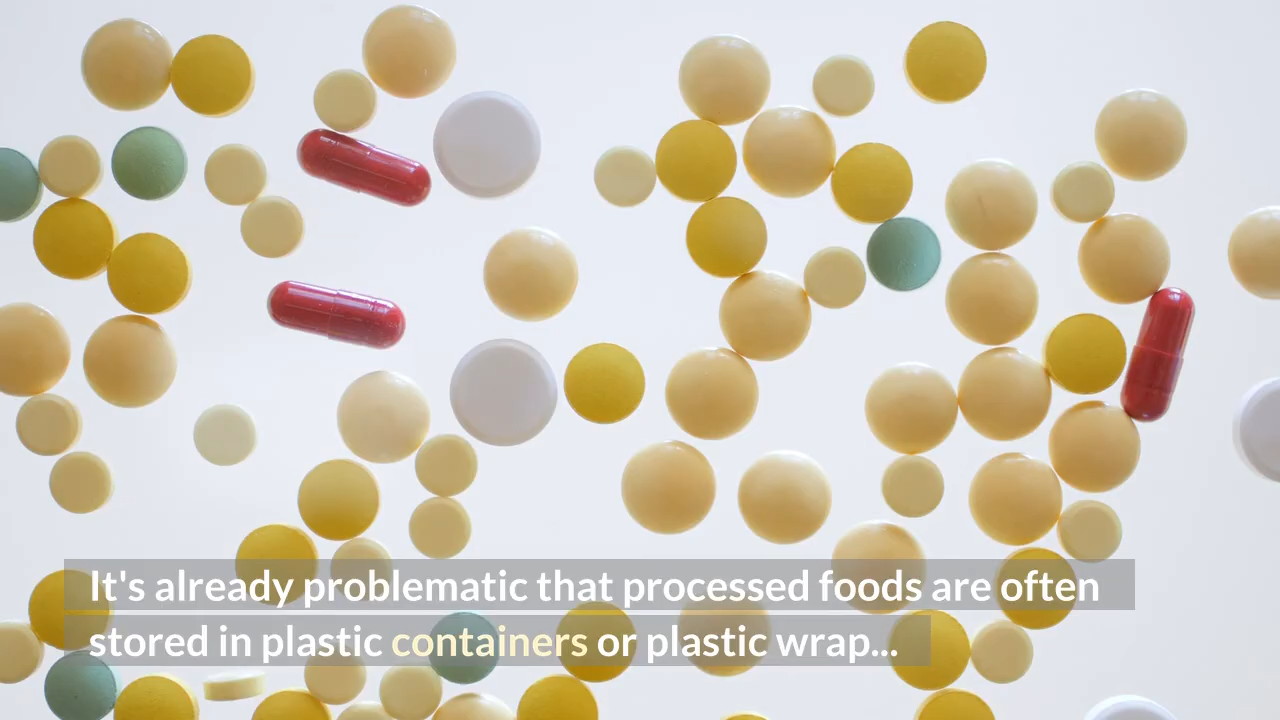 It's already problematic that processed foods are often
stored in plastic containers or plastic wrap...